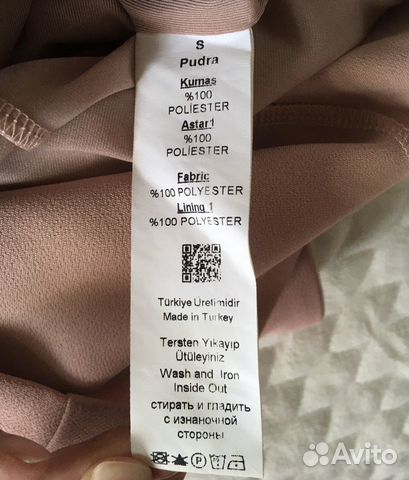 S
Pudra
Kumaş
%100
POLİESTER
Astar1
%100
POLİESTER
Fabric
%100 POLYESTER
Lining 1
%100 POLYESTER
Türkiye Üretimidir
Made in Turkey
Tersten Yıkayıp
Ütüleyiniz
Wash and Iron
Inside Out
стирать и гладить
с изнаночной
стороны
P
Avito